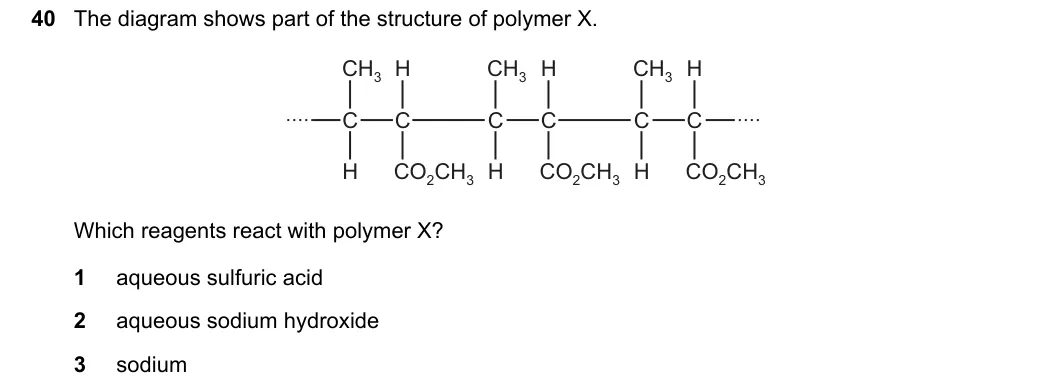 40 The diagram shows part of the structure of polymer X.
CH₃ H CH₃ H CH₃ H
C C C C C C
H CO₂CH₃ H CO₂CH₃ H CO₂CH₃
Which reagents react with polymer X?
1 aqueous sulfuric acid
2 aqueous sodium hydroxide
3 sodium